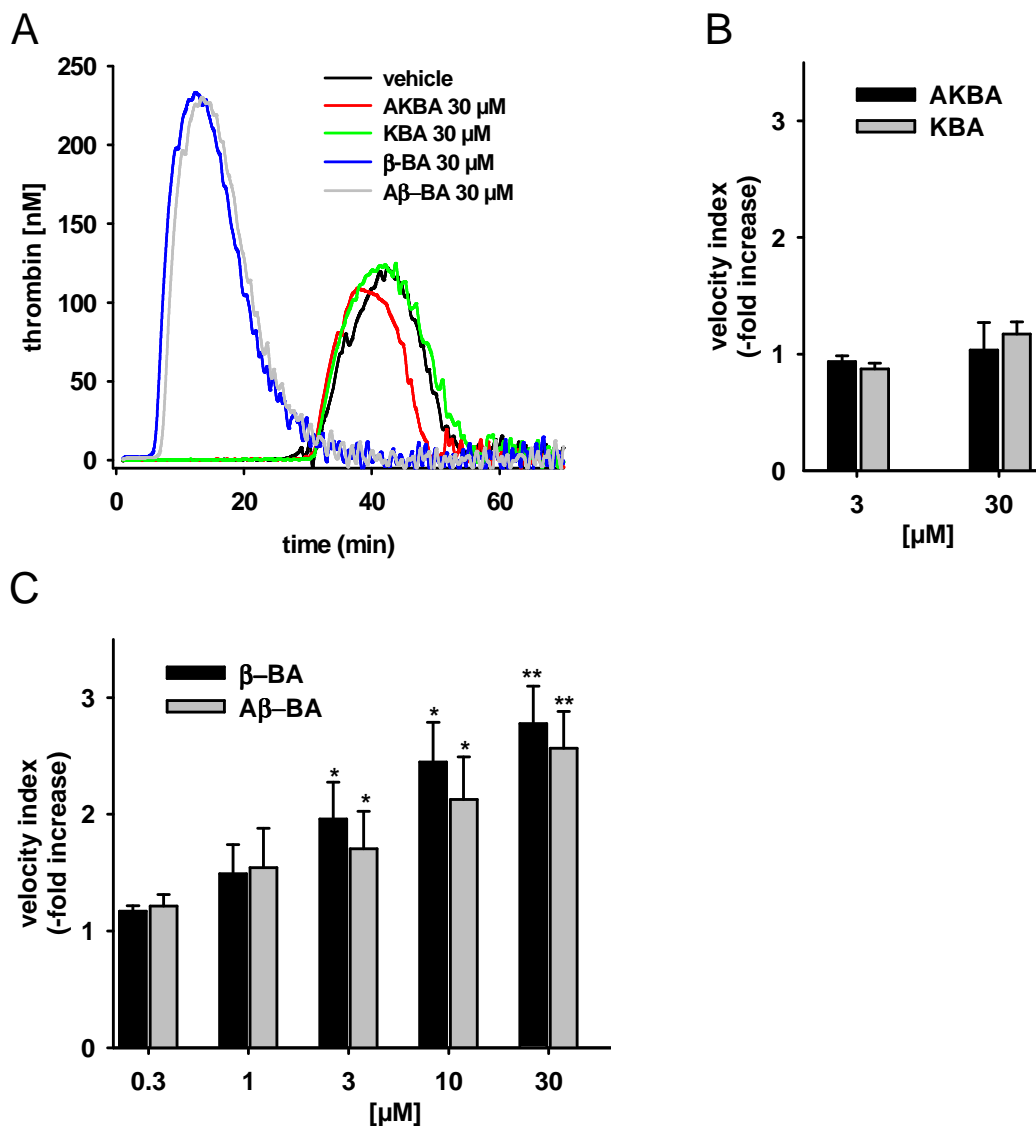 A
250
200
150
100
50
0
thrombin [nM]
vehicle
AKBA 30 µM
KBA 30 µM
β-BA 30 µM
Aβ–BA 30 µM
0 20 40 60
time (min)
B
3
2
1
0
velocity index
(-fold increase)
AKBA
KBA
3 30
[µM]
C
3
2
1
0
velocity index
(-fold increase)
β–BA
Aβ–BA
* * * * ** **
0.3 1 3 10 30
[µM]